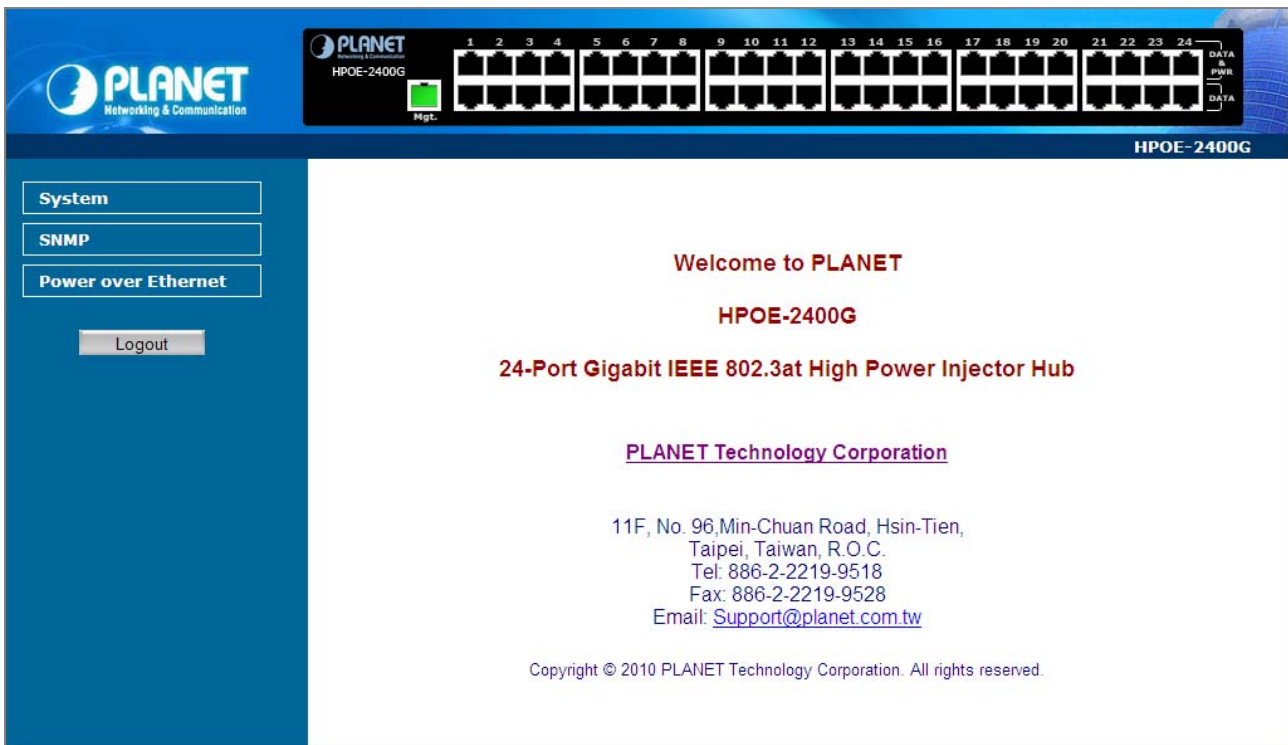 PLANET
Networking & Communication
PLANET
Networking & Communication
HPOE-2400G
Mgt.
1 2 3 4 5 6 7 8 9 10 11 12 13 14 15 16 17 18 19 20 21 22 23 24
DATA
&
PWR
DATA
HPOE-2400G
System
SNMP
Power over Ethernet
Logout
Welcome to PLANET
HPOE-2400G
24-Port Gigabit IEEE 802.3at High Power Injector Hub
PLANET Technology Corporation
11F, No. 96,Min-Chuan Road, Hsin-Tien,
Taipei, Taiwan, R.O.C.
Tel: 886-2-2219-9518
Fax: 886-2-2219-9528
Email: Support@planet.com.tw
Copyright © 2010 PLANET Technology Corporation. All rights reserved.